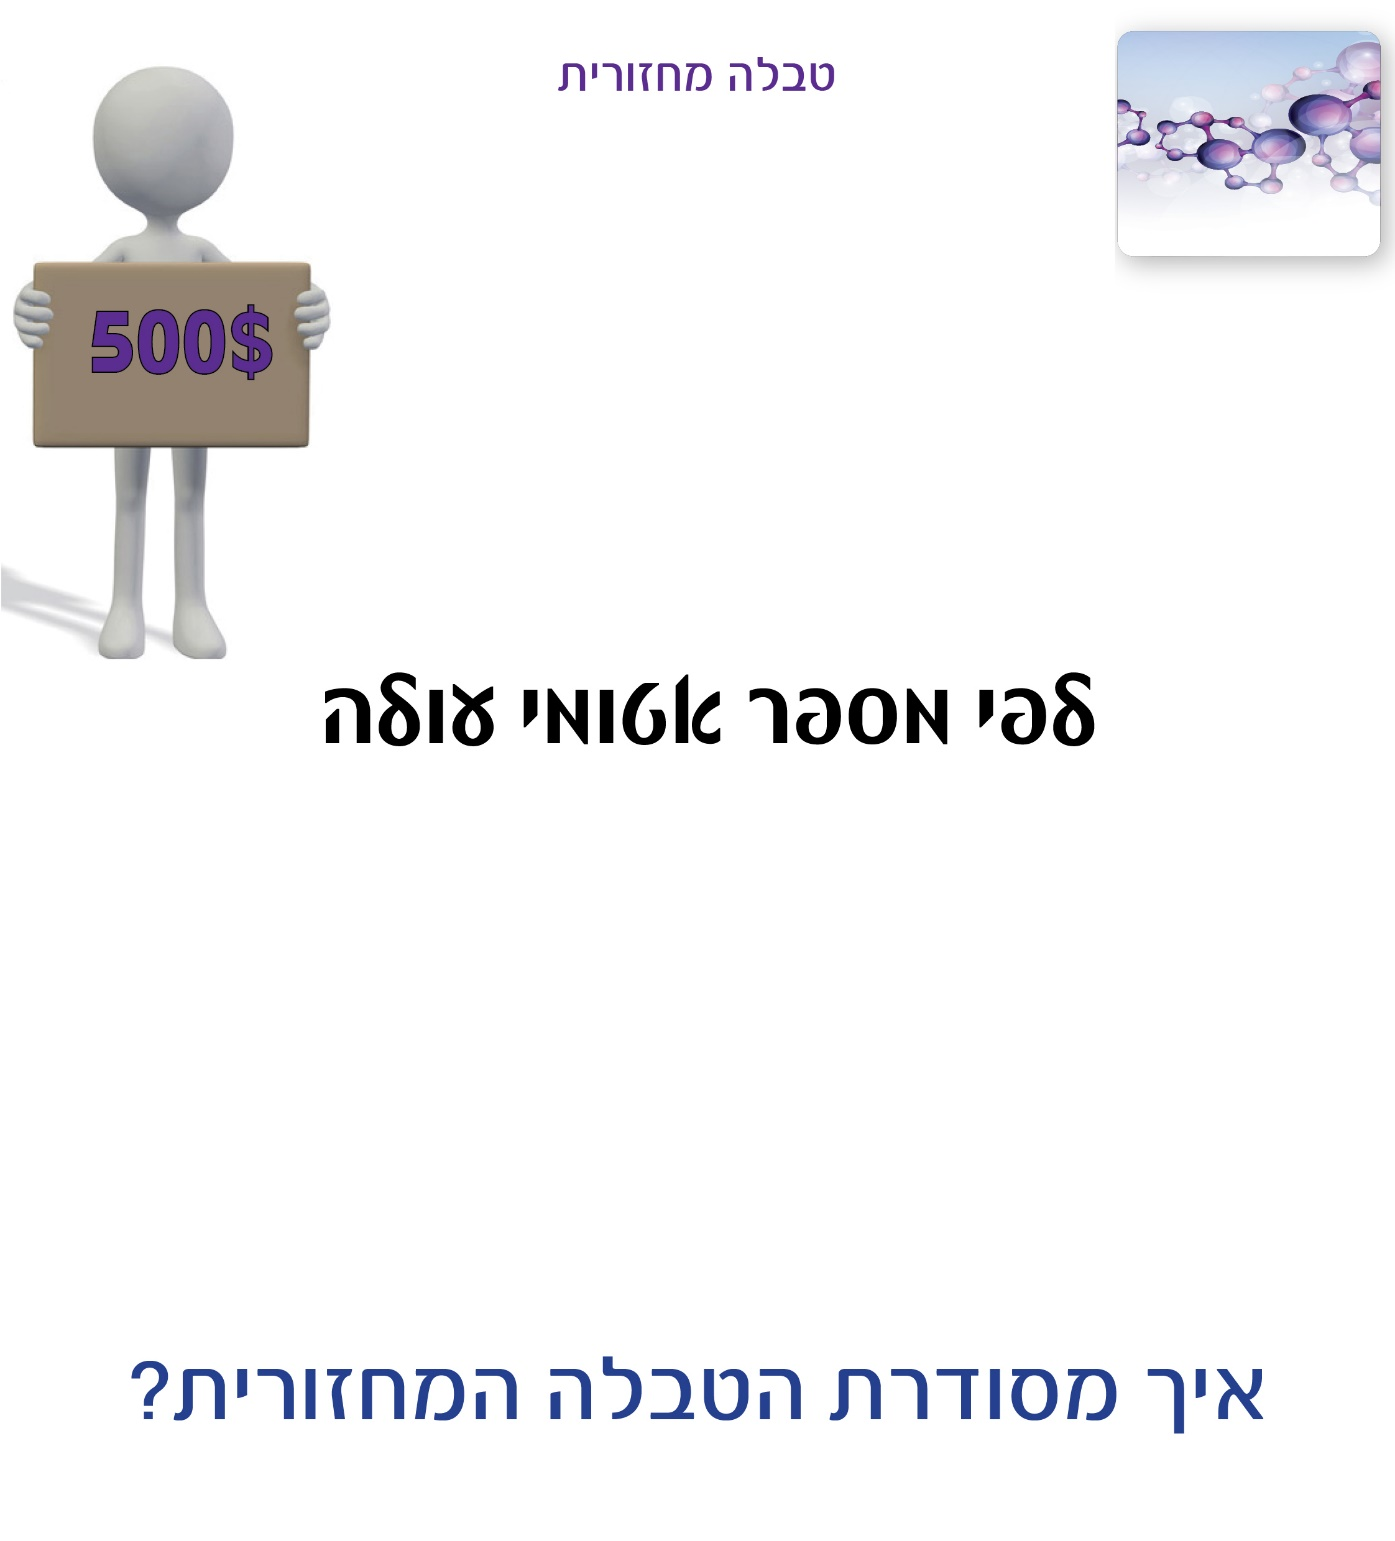 טבלה מחזורית
500$
לפי מספר אטומי עולה
איך מסודרת הטבלה המחזורית?